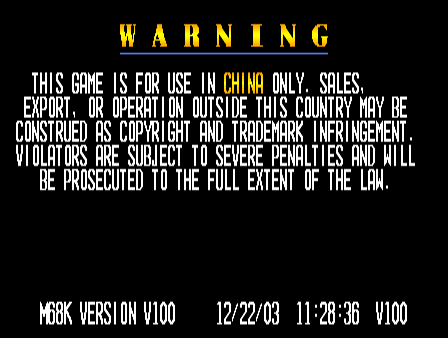 WARNING
THIS GAME IS FOR USE IN CHINA ONLY. SALES,
EXPORT, OR OPERATION OUTSIDE THIS COUNTRY MAY BE
CONSTRUED AS COPYRIGHT AND TRADEMARK INFRINGEMENT.
VIOLATORS ARE SUBJECT TO SEVERE PENALTIES AND WILL
BE PROSECUTED TO THE FULL EXTENT OF THE LAW.
M68K VERSION V100 12/22/03 11:28:36 V100